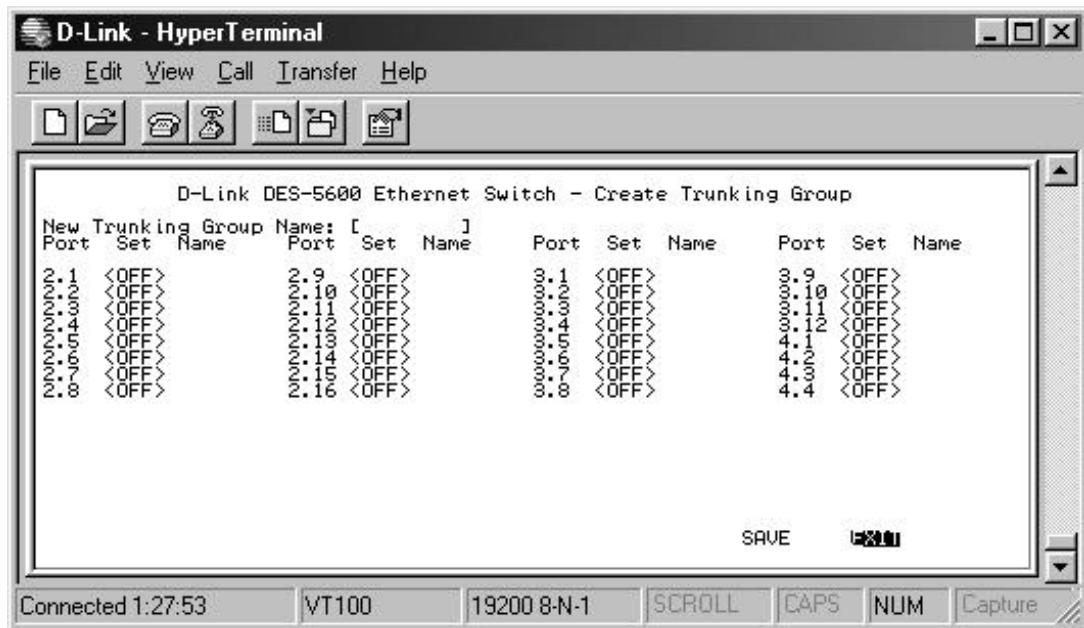 D-Link - HyperTerminal
File Edit View Call Transfer Help
D-Link DES-5600 Ethernet Switch - Create Trunking Group
New Trunking Group Name: [ ]
Port Set Name Port Set Name Port Set Name Port Set Name
2.1 <OFF> 2.9 <OFF> 3.1 <OFF> 3.9 <OFF>
2.2 <OFF> 2.10 <OFF> 3.2 <OFF> 3.10 <OFF>
2.3 <OFF> 2.11 <OFF> 3.3 <OFF> 3.11 <OFF>
2.4 <OFF> 2.12 <OFF> 3.4 <OFF> 3.12 <OFF>
2.5 <OFF> 2.13 <OFF> 3.5 <OFF> 4.1 <OFF>
2.6 <OFF> 2.14 <OFF> 3.6 <OFF> 4.2 <OFF>
2.7 <OFF> 2.15 <OFF> 3.7 <OFF> 4.3 <OFF>
2.8 <OFF> 2.16 <OFF> 3.8 <OFF> 4.4 <OFF>
SAVE EXIT
Connected 1:27:53 VT100 19200 8-N-1 SCROLL CAPS NUM Capture